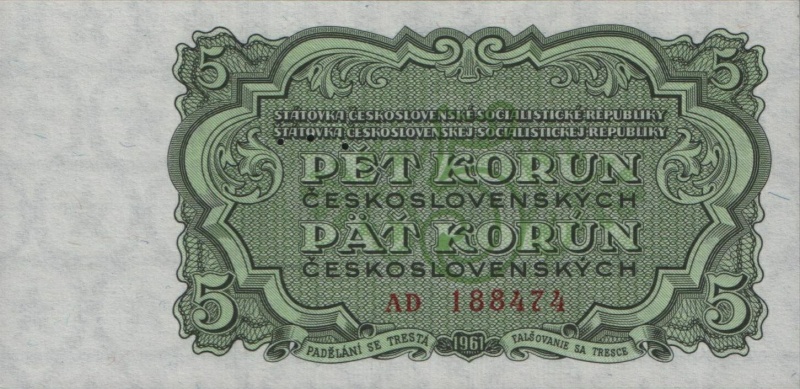 5 5
STÁTOVKA ČESKOSLOVENSKÉ SOCIALISTICKÉ REPUBLIKY
ŠTÁTOVKA ČESKOSLOVENSKEJ SOCIALISTICKEJ REPUBLIKY
PĚT KORUN
ČESKOSLOVENSKÝCH
PÄŤ KORÚN
ČESKOSLOVENSKÝCH
AD 188474
5 5
PADĚLÁNÍ SE TRESTÁ 1961 FALŠOVANIE SA TRESCE